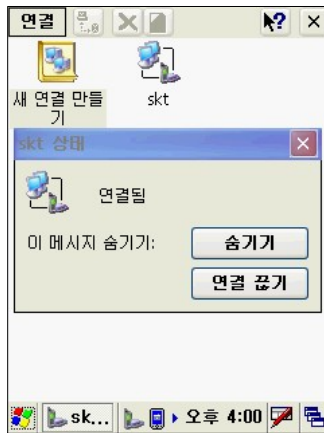 연결
새 연결 만들
기
skt
skt 상태
연결됨
이 메시지 숨기기:
숨기기
연결 끊기
sk...
오후 4:00